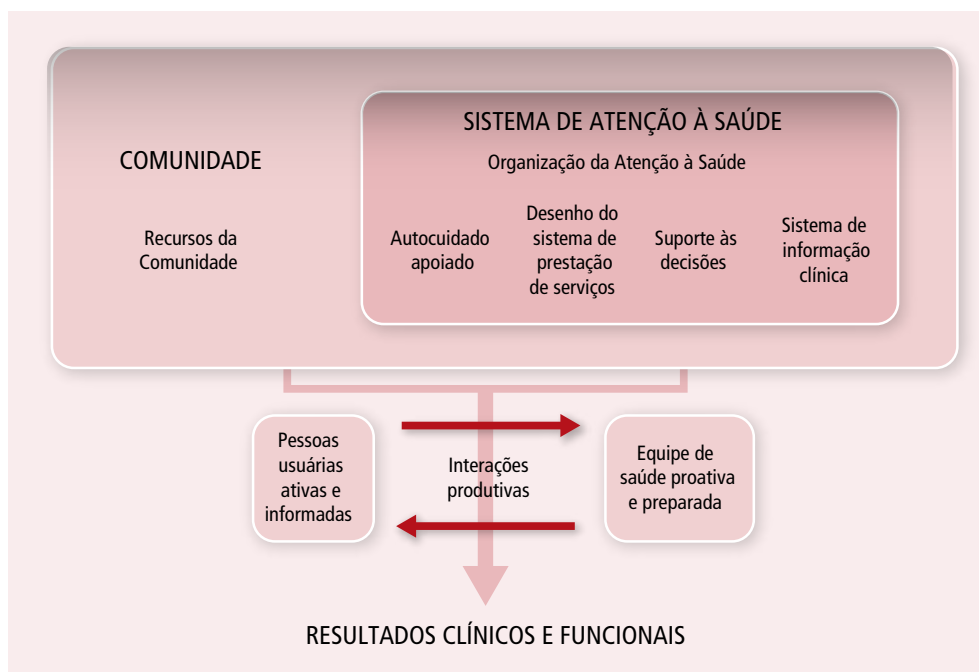 SISTEMA DE ATENÇÃO À SAÚDE
COMUNIDADE
Organização da Atenção à Saúde
Recursos da
Comunidade
Autocuidado
apoiado
Desenho do
sistema de
prestação
de serviços
Suporte às
decisões
Sistema de
informação
clínica
Pessoas
usuárias
ativas e
informadas
Interações
produtivas
Equipe de
saúde proativa
e preparada
RESULTADOS CLÍNICOS E FUNCIONAIS